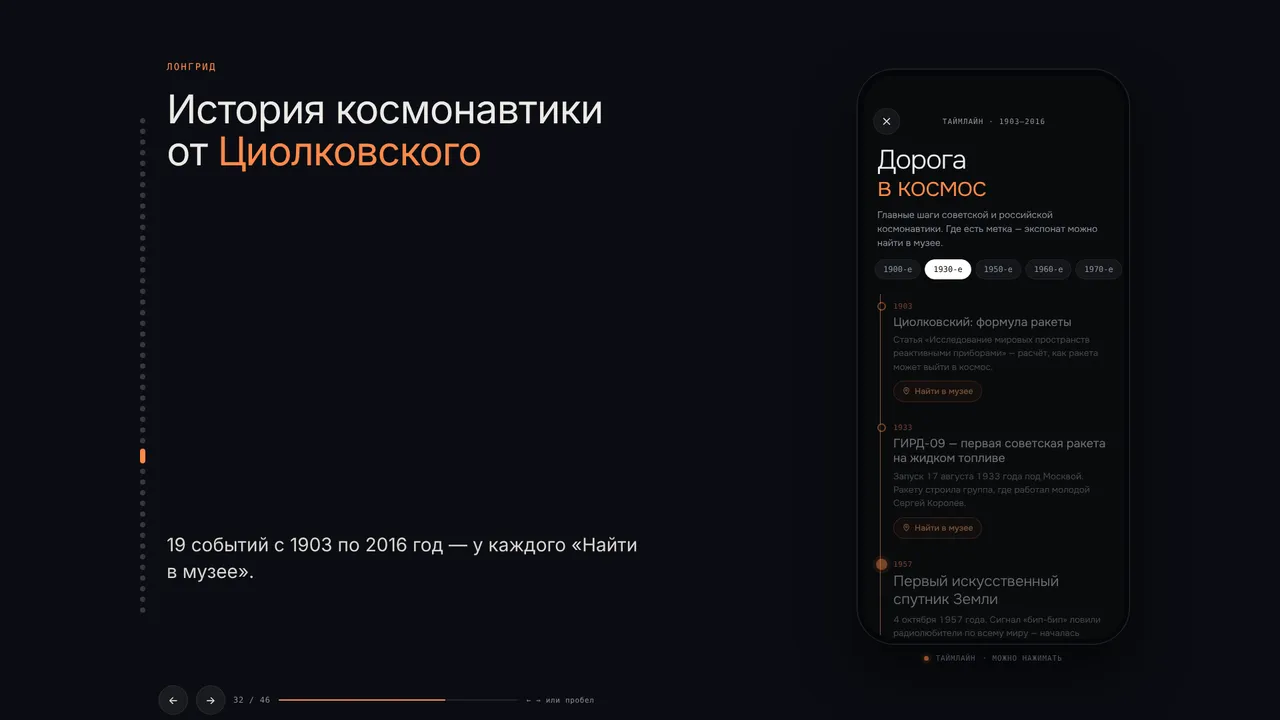 ЛОНГРИД
История космонавтики
от Циолковского
19 событий с 1903 по 2016 год — у каждого «Найти
в музее».
← → 32 / 46 ← → или пробел
× ТАЙМЛАЙН · 1903—2016
Дорога
в космос
Главные шаги советской и российской
космонавтики. Где есть метка — экспонат можно
найти в музее.
1900-е 1930-е 1950-е 1960-е 1970-е
1903
Циолковский: формула ракеты
Статья «Исследование мировых пространств
реактивными приборами» — расчёт, как ракета
может выйти в космос.
Найти в музее
1933
ГИРД-09 — первая советская ракета
на жидком топливе
Запуск 17 августа 1933 года под Москвой.
Ракету строила группа, где работал молодой
Сергей Королёв.
Найти в музее
1957
Первый искусственный
спутник Земли
4 октября 1957 года. Сигнал «бип-бип» ловили
радиолюбители по всему миру — началась
ТАЙМЛАЙН · МОЖНО НАЖИМАТЬ